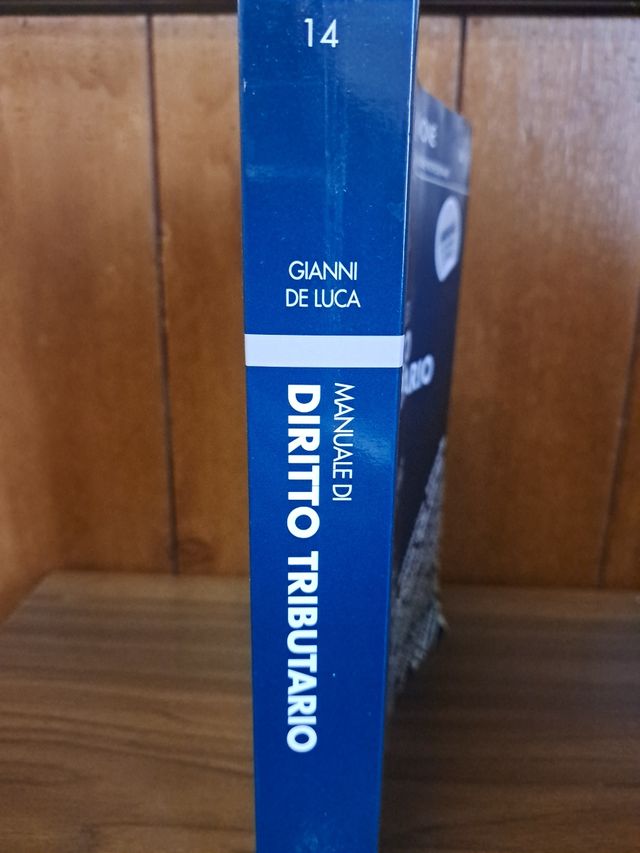 14
GIANNI
DE LUCA
MANUALE DI
DIRITTO TRIBUTARIO